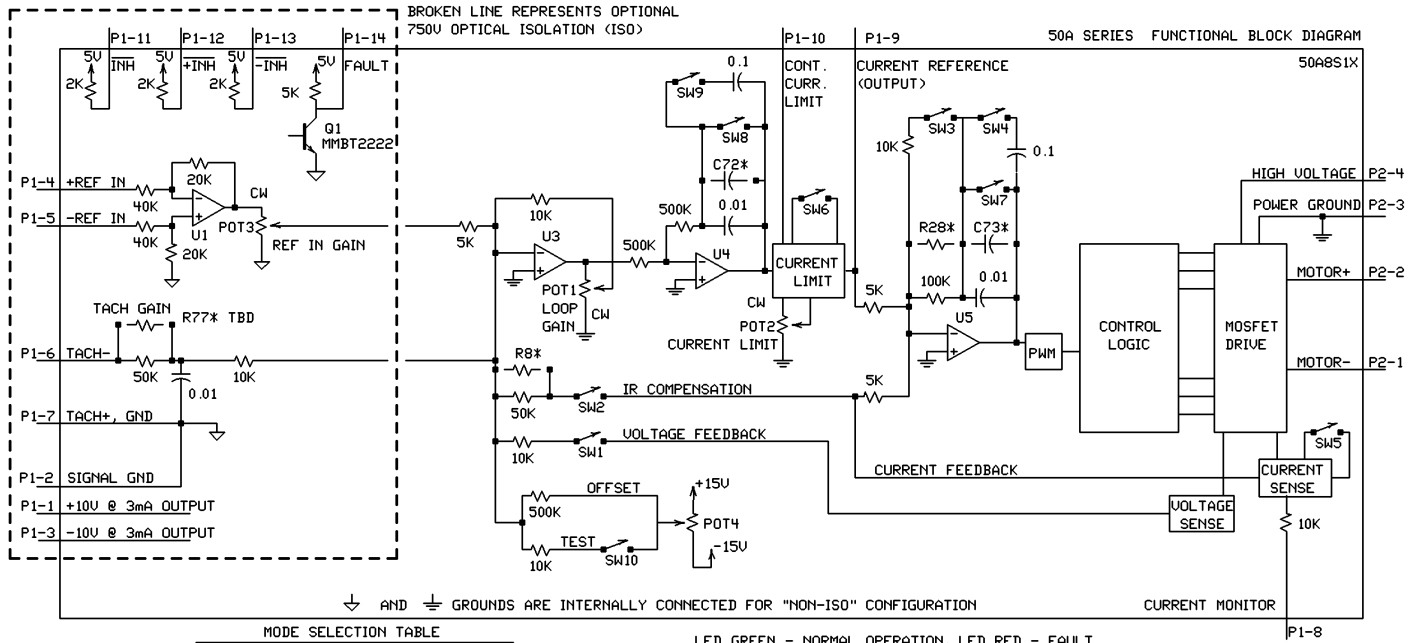 BROKEN LINE REPRESENTS OPTIONAL
750V OPTICAL ISOLATION (ISO)
50A SERIES FUNCTIONAL BLOCK DIAGRAM
50A8S1X
P1-11
P1-12
P1-13
P1-14
5V
5V
5V
5V
INH
+INH
-INH
FAULT
2K
2K
2K
5K
Q1
MMBT2222
P1-4
+REF IN
40K
20K
CW
P1-5
-REF IN
40K
20K
U1
POT3
REF IN GAIN
TACH GAIN
R77* TBD
P1-6
TACH-
50K
10K
0.01
P1-7
TACH+, GND
P1-2
SIGNAL GND
P1-1
+10V @ 3mA OUTPUT
P1-3
-10V @ 3mA OUTPUT
5K
10K
U3
POT1
LOOP
GAIN
CW
500K
500K
SW9
0.1
SW8
C72*
0.01
U4
P1-10
CONT.
CURR.
LIMIT
P1-9
CURRENT REFERENCE
(OUTPUT)
SW6
CURRENT
LIMIT
CW
POT2
CURRENT LIMIT
R8*
50K
SW2
IR COMPENSATION
10K
SW1
VOLTAGE FEEDBACK
OFFSET
500K
TEST
10K
SW10
+15V
POT4
-15V
10K
SW3
SW4
0.1
SW7
R28*
C73*
100K
0.01
5K
U5
5K
PWM
CONTROL
LOGIC
MOSFET
DRIVE
HIGH VOLTAGE
P2-4
POWER GROUND
P2-3
MOTOR+
P2-2
MOTOR-
P2-1
SW5
CURRENT FEEDBACK
CURRENT
SENSE
VOLTAGE
SENSE
10K
AND
GROUNDS ARE INTERNALLY CONNECTED FOR "NON-ISO" CONFIGURATION
CURRENT MONITOR
P1-8
MODE SELECTION TABLE
LED GREEN - NORMAL OPERATION, LED RED - FAULT